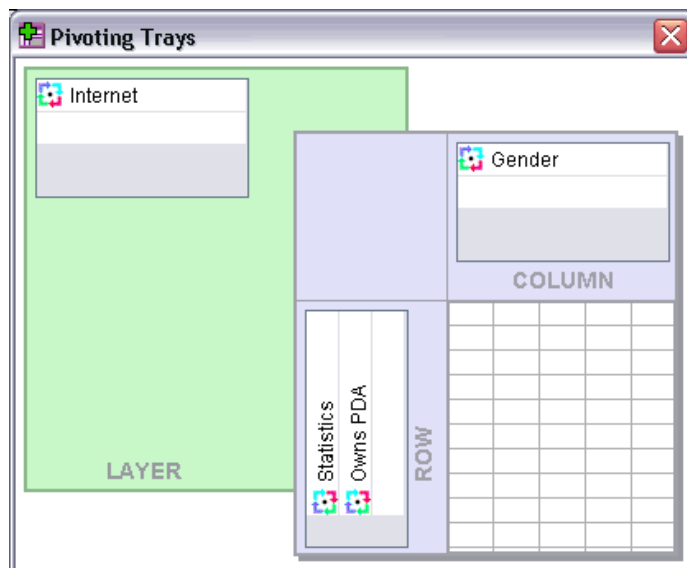 Pivoting Trays
Internet
Gender
COLUMN
Statistics
Owns PDA
ROW
LAYER